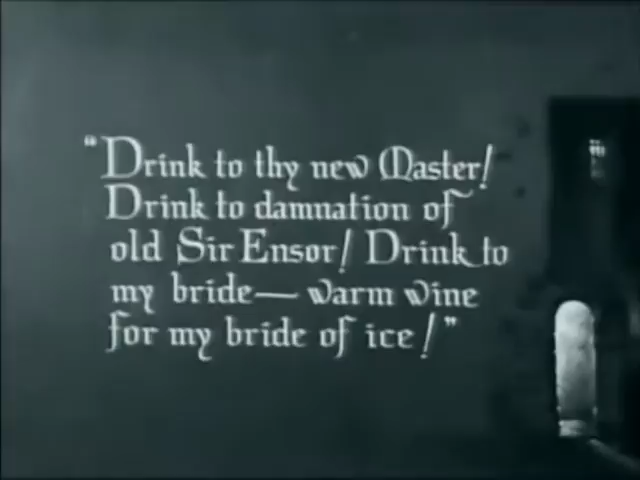 "Drink to thy new Master!
Drink to damnation of
old Sir Ensor! Drink to
my bride— warm wine
for my bride of ice!"